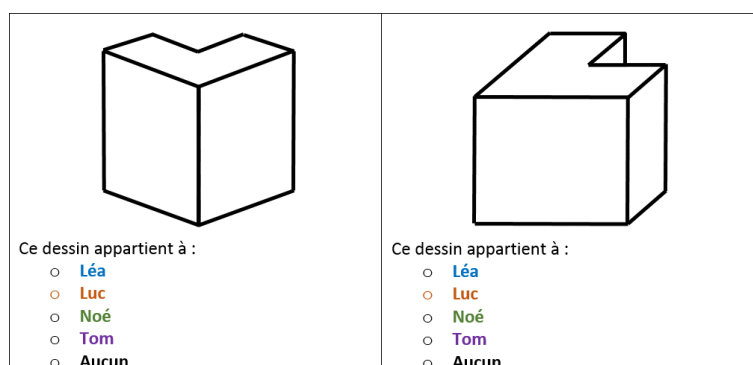 Ce dessin appartient à :
o Léa
o Luc
o Noé
o Tom
o Aucun
Ce dessin appartient à :
o Léa
o Luc
o Noé
o Tom
o Aucun